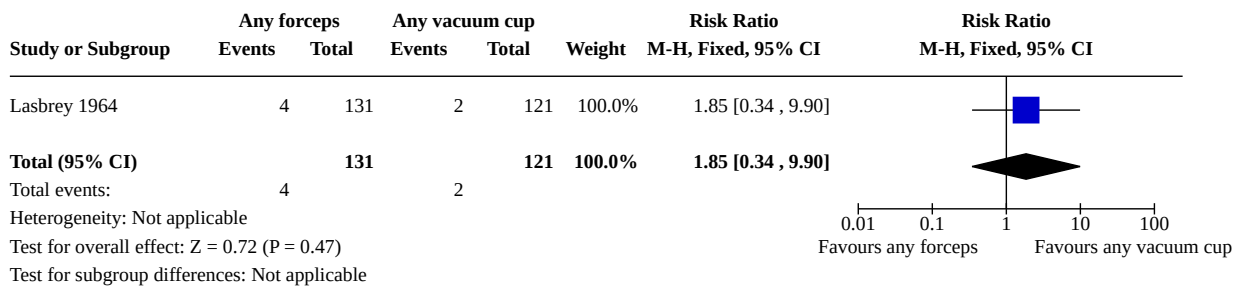 Any forceps Any vacuum cup Risk Ratio Risk Ratio
Study or Subgroup Events Total Events Total Weight M-H, Fixed, 95% CI M-H, Fixed, 95% CI
Lasbrey 1964 4 131 2 121 100.0% 1.85 [0.34 , 9.90]
Total (95% CI) 131 121 100.0% 1.85 [0.34 , 9.90]
Total events: 4 2
Heterogeneity: Not applicable
0.01 0.1 1 10 100
Test for overall effect: Z = 0.72 (P = 0.47)
Favours any forceps Favours any vacuum cup
Test for subgroup differences: Not applicable